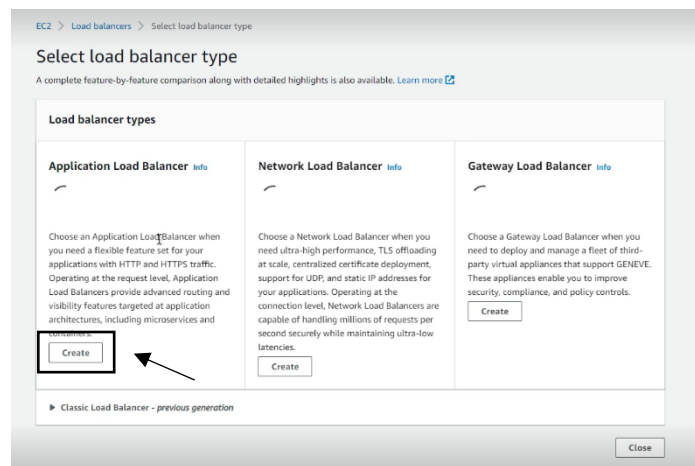 EC2 > Load balancers > Select load balancer type
Select load balancer type
A complete feature-by-feature comparison along with detailed highlights is also available. Learn more
Load balancer types
Application Load Balancer Info
Choose an Application Load Balancer when
you need a flexible feature set for your
applications with HTTP and HTTPS traffic.
Operating at the request level, Application
Load Balancers provide advanced routing and
visibility features targeted at application
architectures, including microservices and
containers.
Create
Network Load Balancer Info
Choose a Network Load Balancer when you
need ultra-high performance, TLS offloading
at scale, centralized certificate deployment,
support for UDP, and static IP addresses for
your applications. Operating at the
connection level, Network Load Balancers are
capable of handling millions of requests per
second securely while maintaining ultra-low
latencies.
Create
Gateway Load Balancer Info
Choose a Gateway Load Balancer when you
need to deploy and manage a fleet of third-
party virtual appliances that support GENEVE.
These appliances enable you to improve
security, compliance, and policy controls.
Create
Classic Load Balancer - previous generation
Close